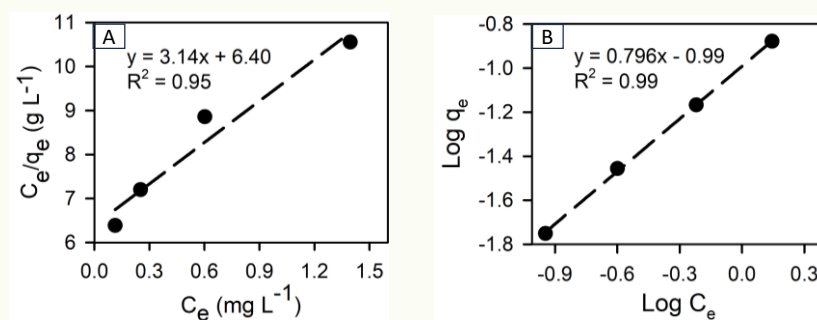 A
y = 3.14x + 6.40
R² = 0.95
11
10
9
8
7
6
Cₑ/qₑ (g L⁻¹)
0.0 0.3 0.6 0.9 1.2 1.5
Cₑ (mg L⁻¹)
B
y = 0.796x - 0.99
R² = 0.99
-0.8
-1.0
-1.2
-1.4
-1.6
-1.8
Log qₑ
-0.9 -0.6 -0.3 0.0 0.3
Log Cₑ